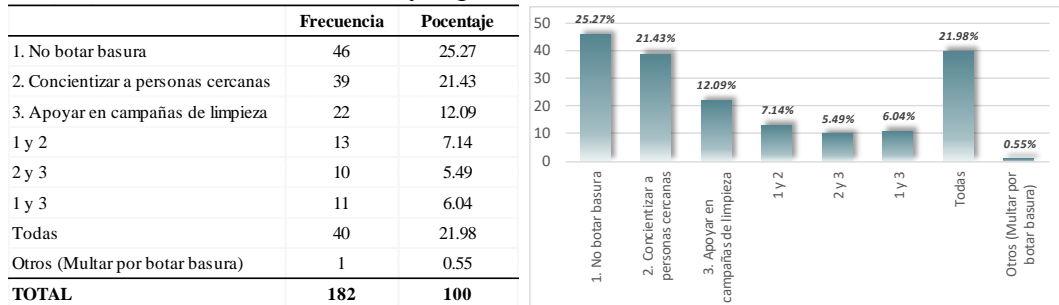 Frecuencia Pocentaje
1. No botar basura 46 25.27
2. Concientizar a personas cercanas 39 21.43
3. Apoyar en campañas de limpieza 22 12.09
1 y 2 13 7.14
2 y 3 10 5.49
1 y 3 11 6.04
Todas 40 21.98
Otros (Multar por botar basura) 1 0.55
TOTAL 182 100
50
40
30
20
10
0
25.27%
21.43%
12.09%
7.14%
5.49%
6.04%
21.98%
0.55%
1. No botar basura
2. Concientizar a
personas cercanas
3. Apoyar en
campañas de limpieza
1 y 2
2 y 3
1 y 3
Todas
Otros (Multar por
botar basura)